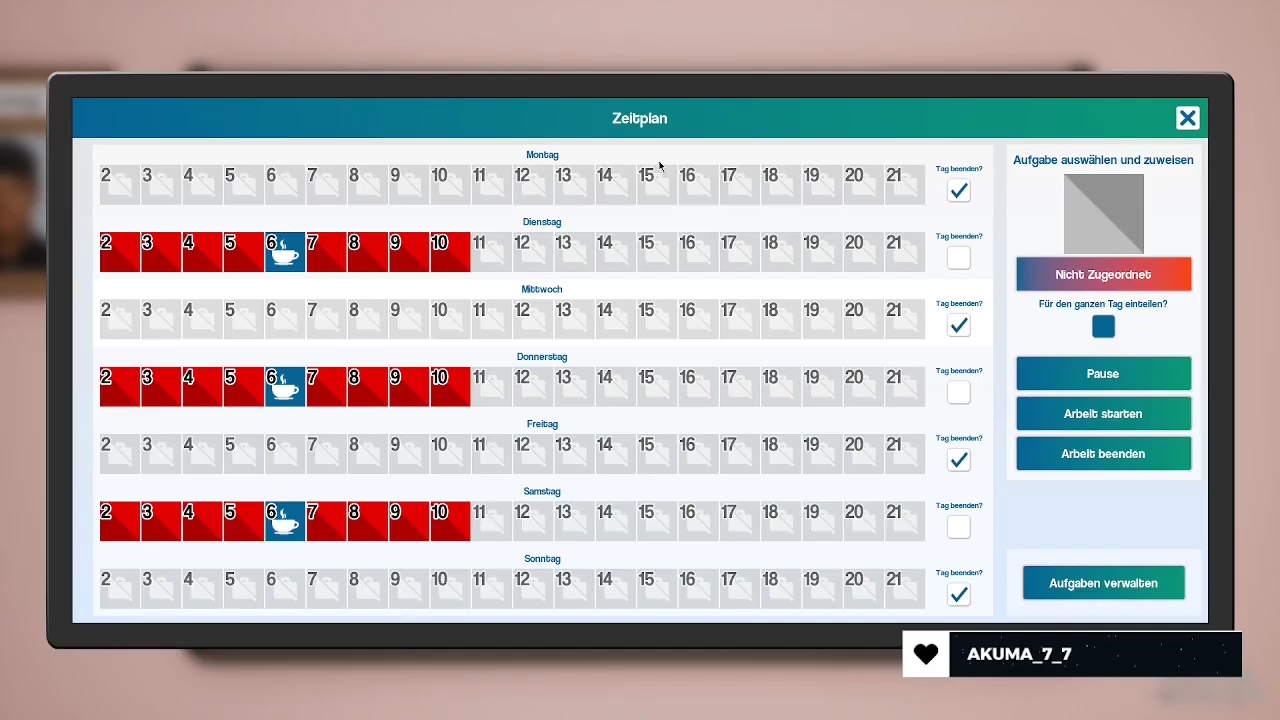 Zeitplan
Montag
2 3 4 5 6 7 8 9 10 11 12 13 14 15 16 17 18 19 20 21
Tag beenden?
Dienstag
2 3 4 5 6 7 8 9 10 11 12 13 14 15 16 17 18 19 20 21
Tag beenden?
Mittwoch
2 3 4 5 6 7 8 9 10 11 12 13 14 15 16 17 18 19 20 21
Tag beenden?
Donnerstag
2 3 4 5 6 7 8 9 10 11 12 13 14 15 16 17 18 19 20 21
Tag beenden?
Freitag
2 3 4 5 6 7 8 9 10 11 12 13 14 15 16 17 18 19 20 21
Tag beenden?
Samstag
2 3 4 5 6 7 8 9 10 11 12 13 14 15 16 17 18 19 20 21
Tag beenden?
Sonntag
2 3 4 5 6 7 8 9 10 11 12 13 14 15 16 17 18 19 20 21
Tag beenden?
Aufgabe auswählen und zuweisen
Nicht Zugeordnet
Für den ganzen Tag einteilen?
Pause
Arbeit starten
Arbeit beenden
Aufgaben verwalten
AKUMA_7_7